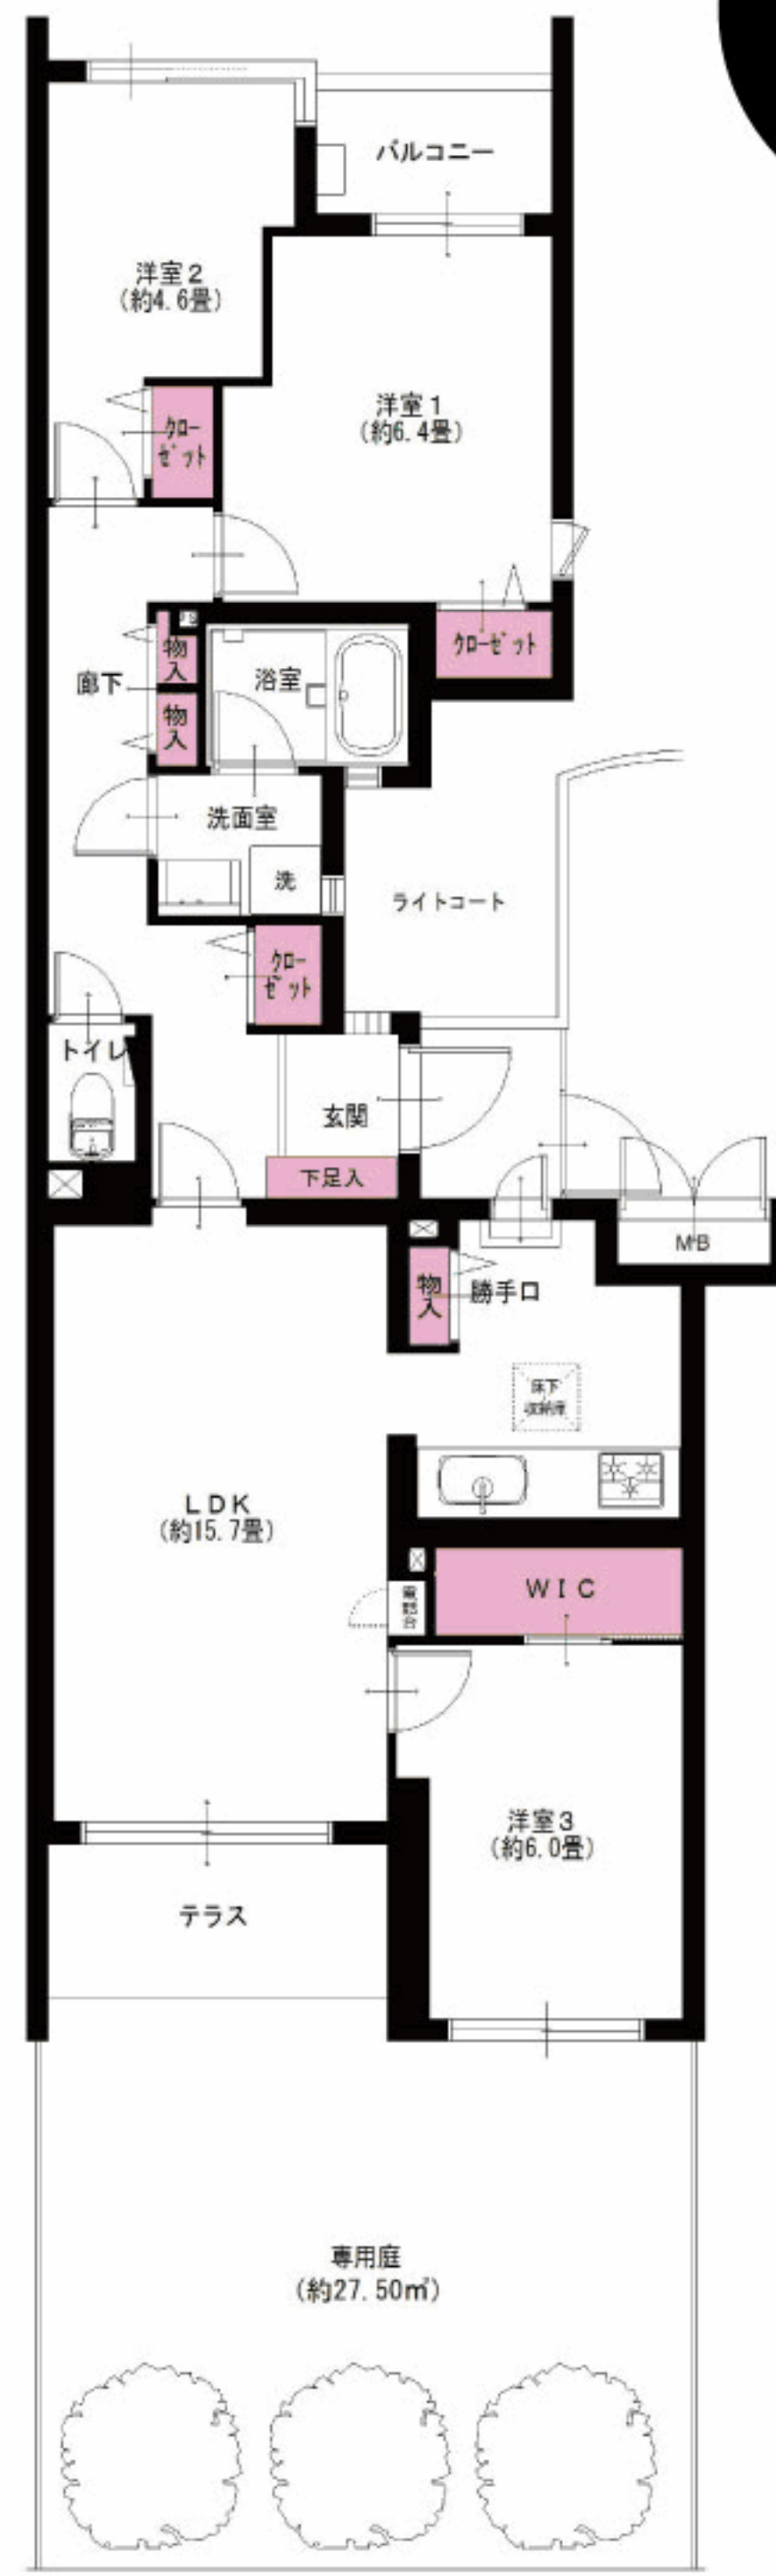 バルコニー
洋室２
（約4.6畳）
洋室１
（約6.4畳）
ｸﾛｰ
ｾﾞｯﾄ
ｸﾛｰｾﾞｯﾄ
物
入
浴室
廊下
物
入
洗面室
洗
ライトコート
ｸﾛｰ
ｾﾞｯﾄ
トイレ
玄関
下足入
ＭＢ
物
入
勝手口
床下
収納庫
ＬＤＫ
（約15.7畳）
ＷＩＣ
電
話
台
洋室３
（約6.0畳）
テラス
専用庭
（約27.50㎡）